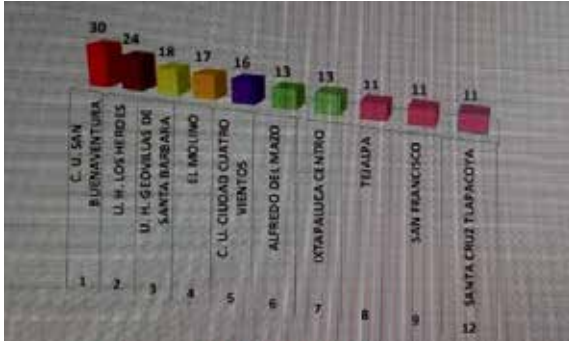 30
24
18
17
16
13
13
11
11
11
C. U. SAN
BUENAVENTURA
U. H. LOS HEROES
U. H. GEOVILLAS DE
SANTA BARBARA
EL MOLINO
C. U. CIUDAD CUATRO
VIENTOS
ALFREDO DEL MAZO
IXTAPALUCA CENTRO
TEJALPA
SAN FRANCISCO
SANTA CRUZ TLAPACOYA
1
2
3
4
5
6
7
8
9
12